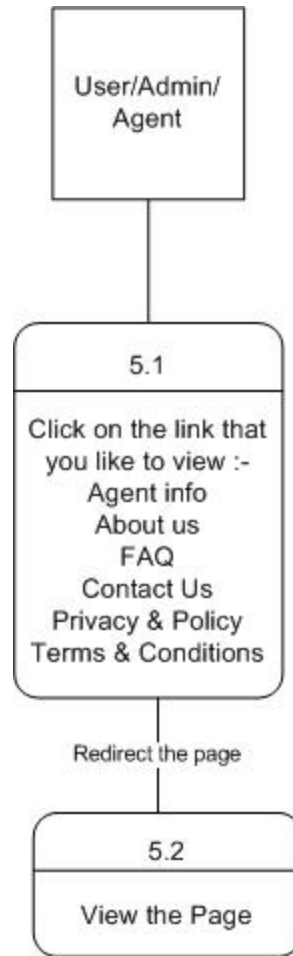 User/Admin/
Agent
5.1
Click on the link that
you like to view :-
Agent info
About us
FAQ
Contact Us
Privacy & Policy
Terms & Conditions
Redirect the page
5.2
View the Page